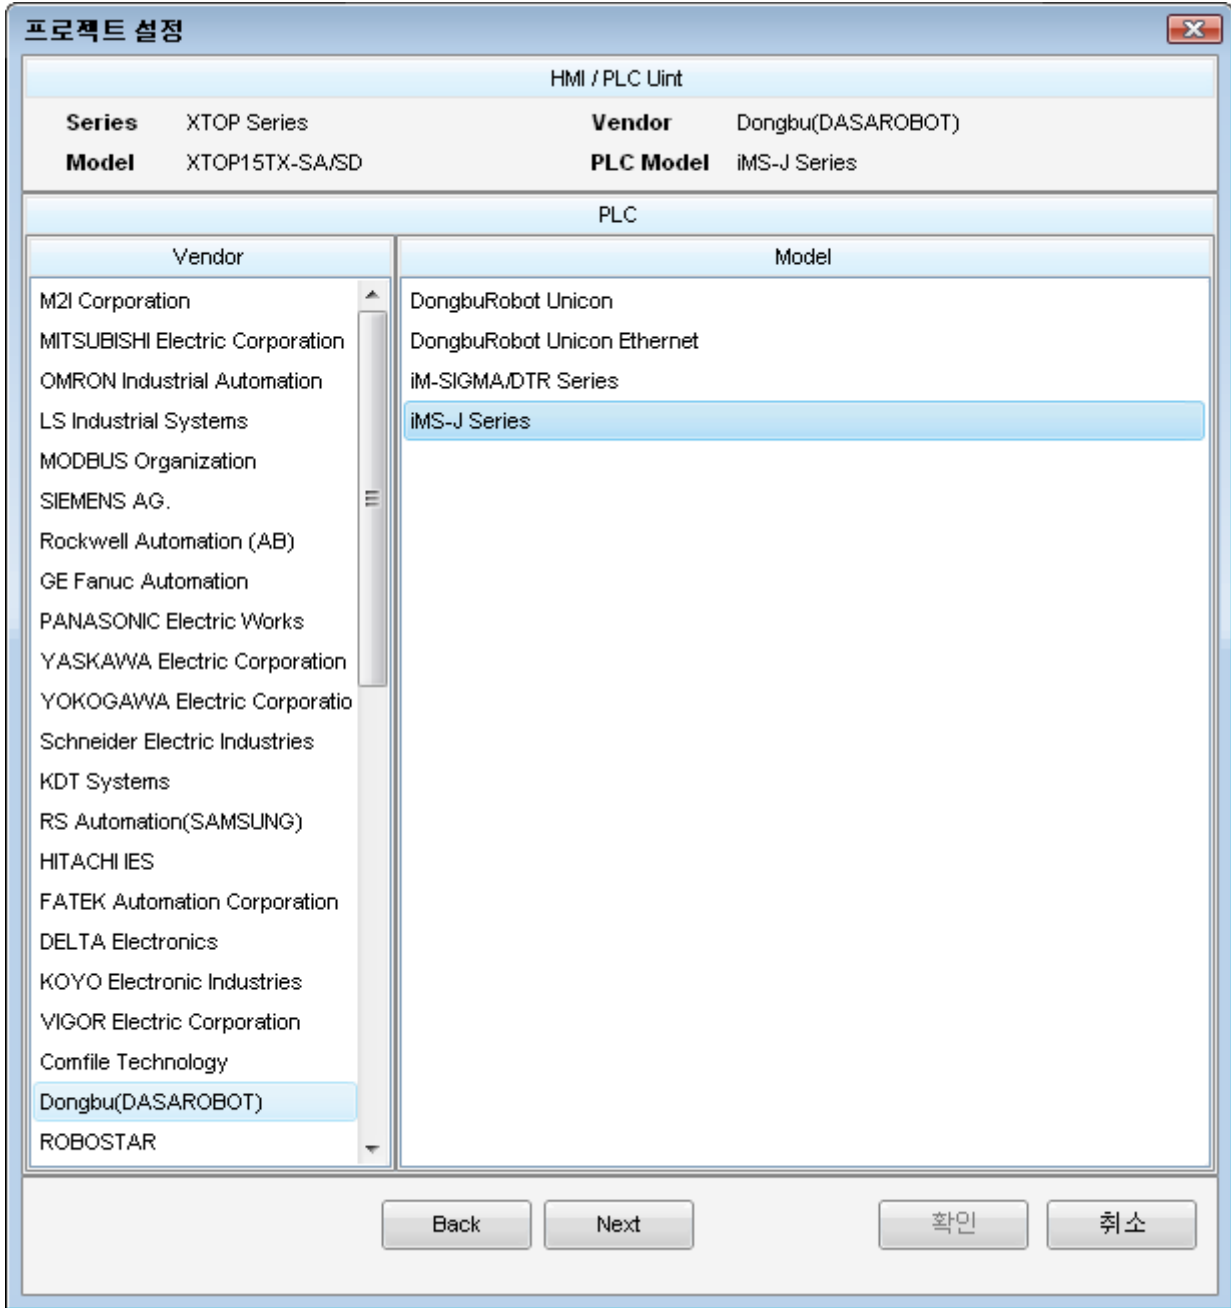 프로젝트 설정
HMI / PLC Uint
Series XTOP Series Vendor Dongbu(DASAROBOT)
Model XTOP15TX-SA/SD PLC Model iMS-J Series
PLC
Vendor Model
M2I Corporation DongbuRobot Unicon
MITSUBISHI Electric Corporation DongbuRobot Unicon Ethernet
OMRON Industrial Automation iM-SIGMA/DTR Series
LS Industrial Systems iMS-J Series
MODBUS Organization
SIEMENS AG.
Rockwell Automation (AB)
GE Fanuc Automation
PANASONIC Electric Works
YASKAWA Electric Corporation
YOKOGAWA Electric Corporatio
Schneider Electric Industries
KDT Systems
RS Automation(SAMSUNG)
HITACHI IES
FATEK Automation Corporation
DELTA Electronics
KOYO Electronic Industries
VIGOR Electric Corporation
Comfile Technology
Dongbu(DASAROBOT)
ROBOSTAR
Back Next 확인 취소